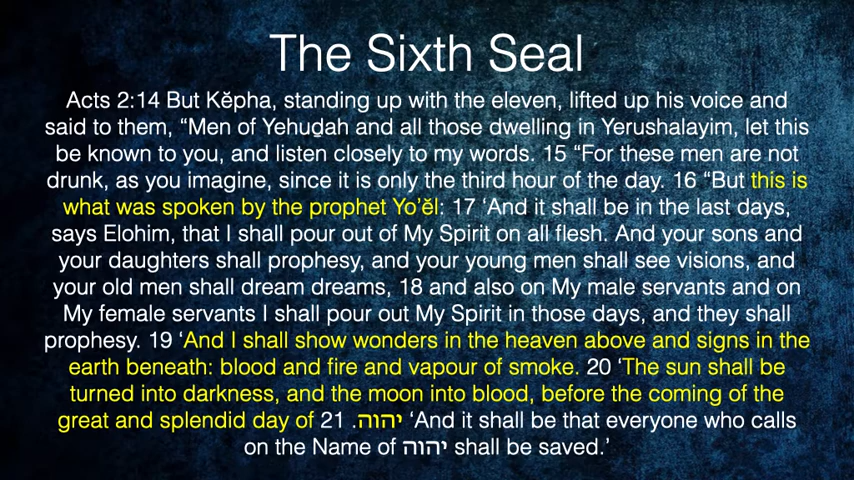 The Sixth Seal
Acts 2:14 But Kĕpha, standing up with the eleven, lifted up his voice and
said to them, “Men of Yehuḏah and all those dwelling in Yerushalayim, let this
be known to you, and listen closely to my words. 15 “For these men are not
drunk, as you imagine, since it is only the third hour of the day. 16 “But this is
what was spoken by the prophet Yo’ĕl: 17 ‘And it shall be in the last days,
says Elohim, that I shall pour out of My Spirit on all flesh. And your sons and
your daughters shall prophesy, and your young men shall see visions, and
your old men shall dream dreams, 18 and also on My male servants and on
My female servants I shall pour out My Spirit in those days, and they shall
prophesy. 19 ‘And I shall show wonders in the heaven above and signs in the
earth beneath: blood and fire and vapour of smoke. 20 ‘The sun shall be
turned into darkness, and the moon into blood, before the coming of the
great and splendid day of יהוה. 21 ‘And it shall be that everyone who calls
on the Name of יהוה shall be saved.’